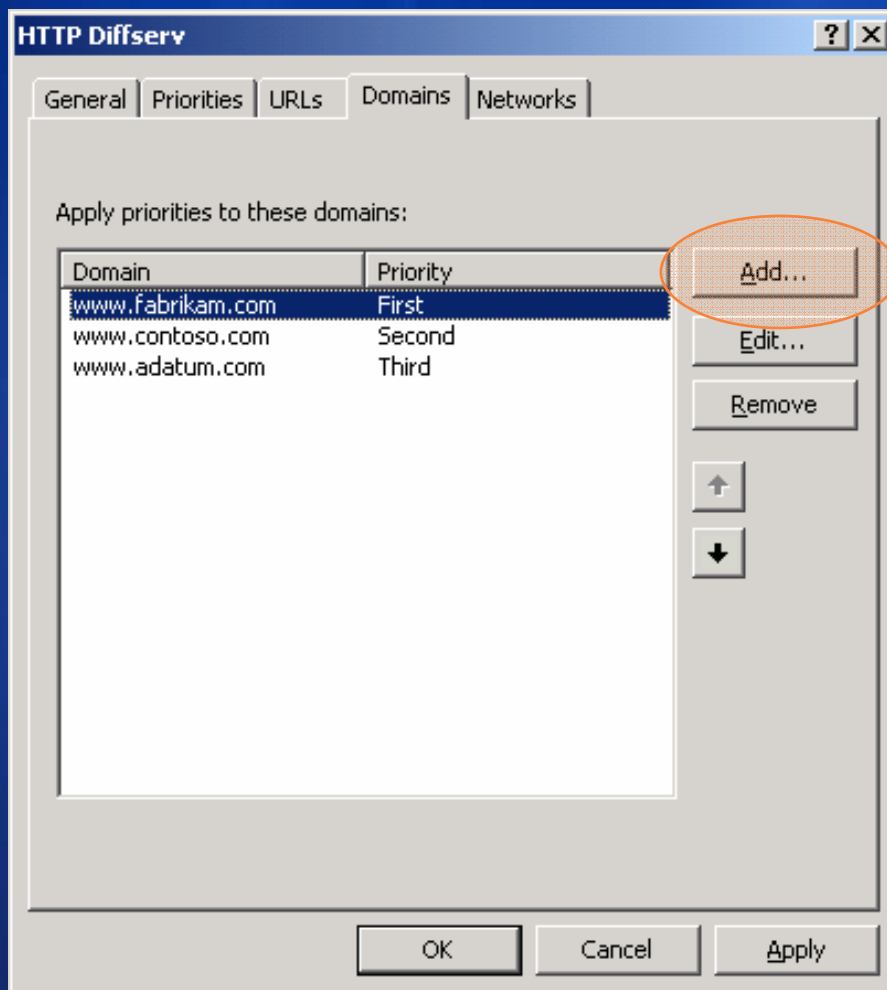 HTTP Diffserv
General Priorities URLs Domains Networks
Apply priorities to these domains:
Domain Priority
www.fabrikam.com First
www.contoso.com Second
www.adatum.com Third
Add...
Edit...
Remove
OK Cancel Apply